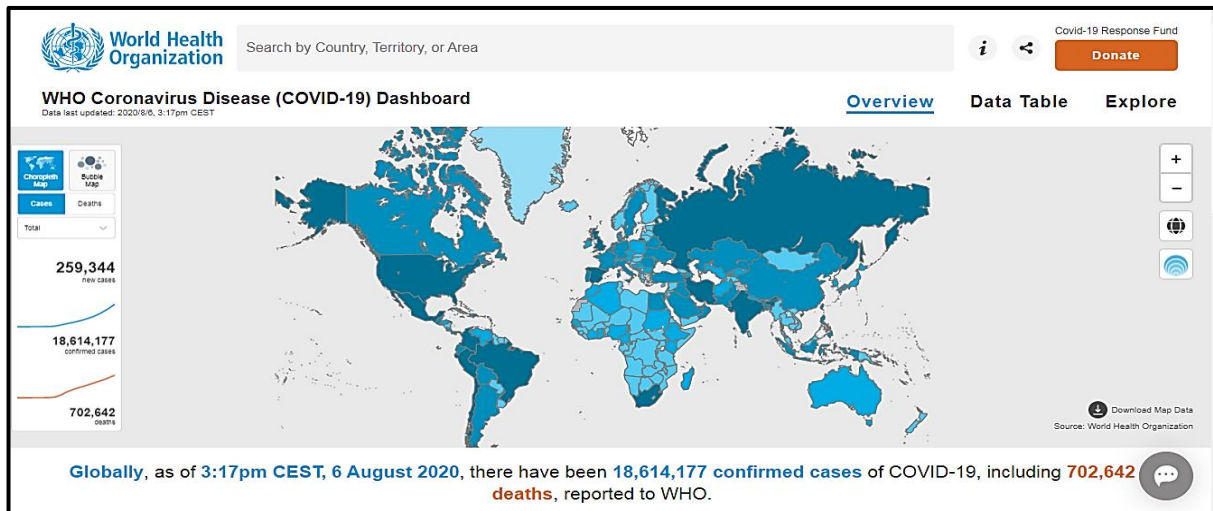 World Health
Organization
Search by Country, Territory, or Area
i
Covid-19 Response Fund
Donate
WHO Coronavirus Disease (COVID-19) Dashboard
Data last updated: 2020/8/6, 3:17pm CEST
Overview
Data Table
Explore
Choropleth
Map
Bubble
Map
Cases
Deaths
Total
259,344
new cases
18,614,177
confirmed cases
702,642
deaths
+
−
Download Map Data
Source: World Health Organization
Globally, as of 3:17pm CEST, 6 August 2020, there have been 18,614,177 confirmed cases of COVID-19, including 702,642
deaths, reported to WHO.